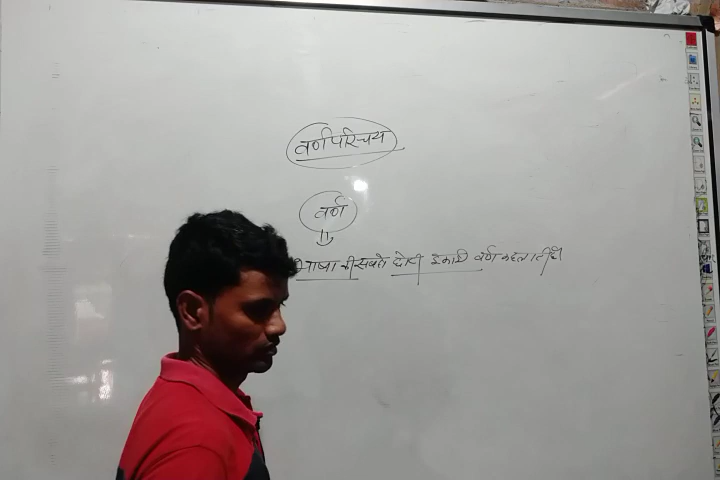 वर्ण परिचय
वर्ण
भाषा की सबसे छोटी इकाई वर्ण कहलाती है